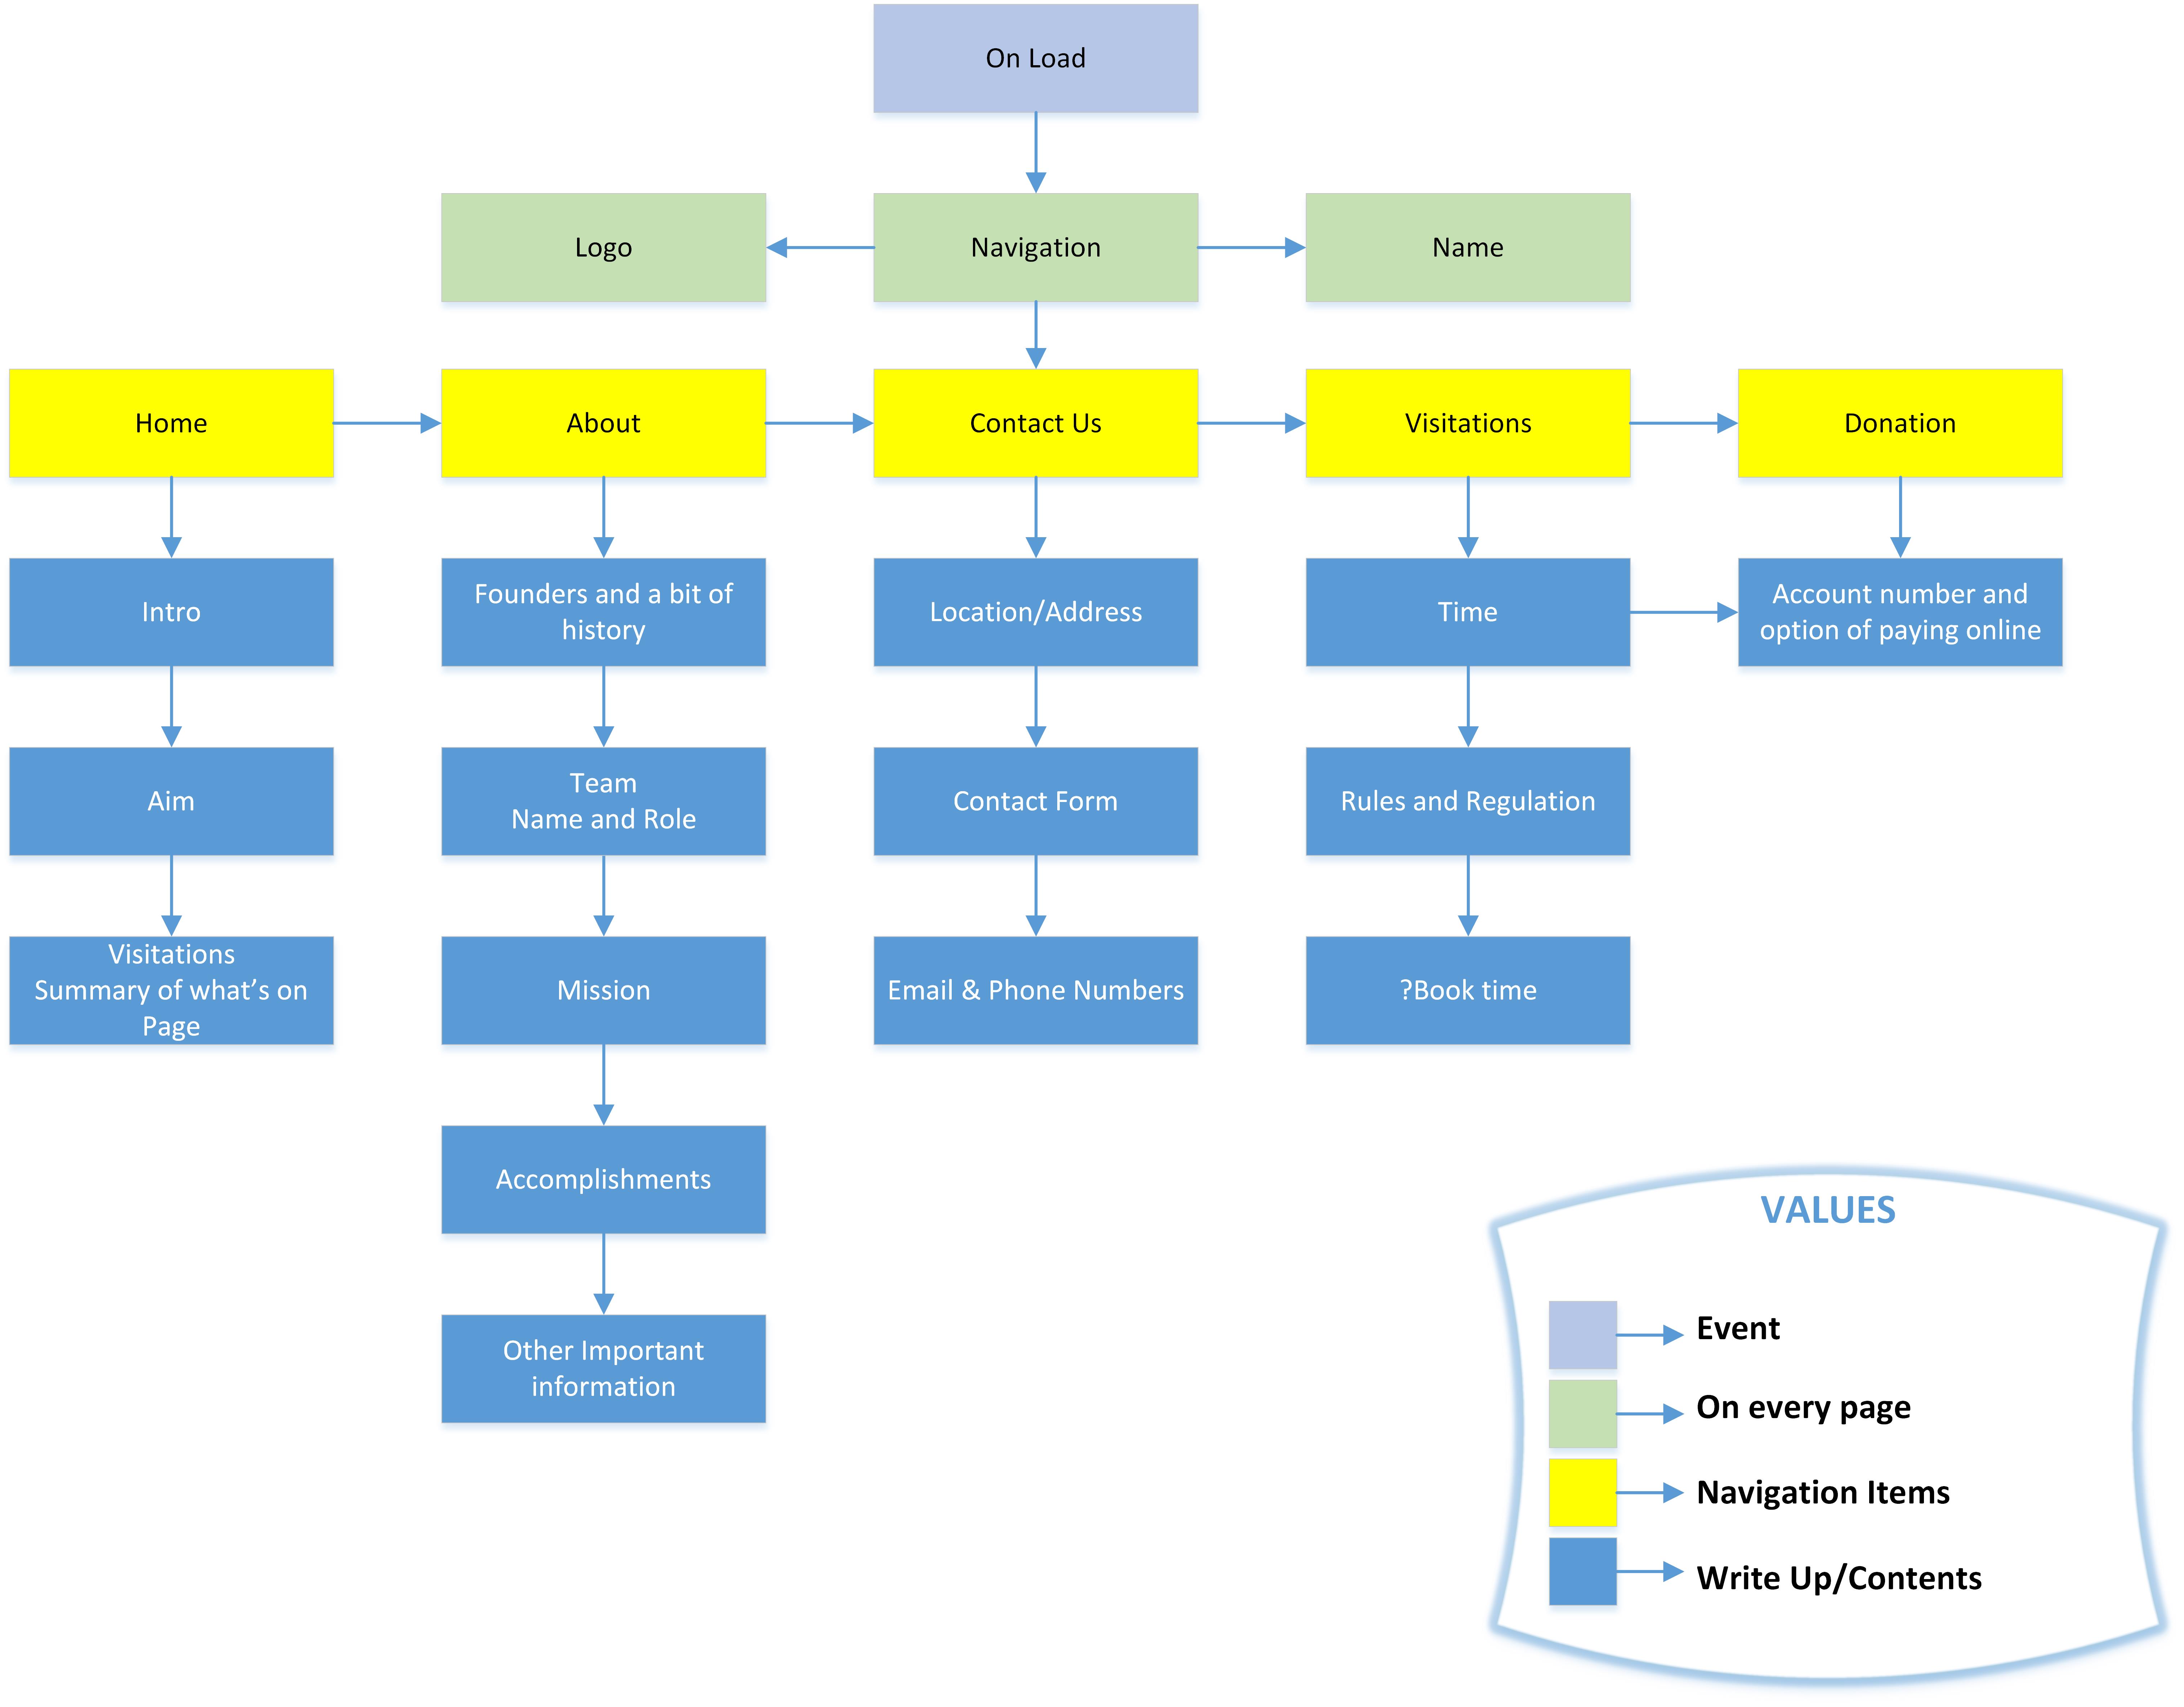 On Load
Logo
Navigation
Name
Home
About
Contact Us
Visitations
Donation
Intro
Founders and a bit of
history
Location/Address
Time
Account number and
option of paying online
Aim
Team
Name and Role
Contact Form
Rules and Regulation
Visitations
Summary of what's on
Page
Mission
Email & Phone Numbers
?Book time
Accomplishments
Other Important
information
VALUES
Event
On every page
Navigation Items
Write Up/Contents